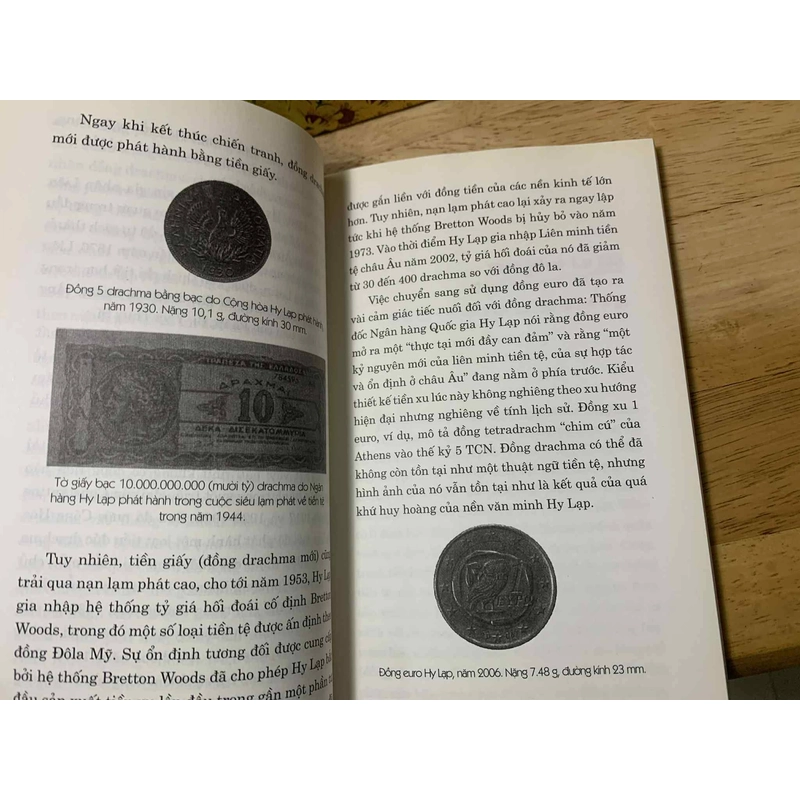 Ngay khi kết thúc chiến tranh, đồng
mới được phát hành bằng tiền giấy.
Đồng 5 drachma bằng bạc do Cộng hòa Hy Lạp phát hành
năm 1930. Nặng 10,1 g, đường kính 30 mm.
ΤΡΑΠΕΖΑ ΤΗΣ ΕΛΛΑΔΟΣ
ΔΡΑΧΜΑΙ
10
ΔΕΚΑ ΔΙΣΕΚΑΤΟΜΜΥΡΙΑ
Tờ giấy bạc 10.000.000.000 (mười tỷ) drachma do Ngân
hàng Hy Lạp phát hành trong cuộc siêu lạm phát về tiền tệ
trong năm 1944.
Tuy nhiên, tiền giấy (đồng drachma mới)
trải qua nạn lạm phát cao, cho tới năm 1953, Hy Lạp
gia nhập hệ thống tỷ giá hối đoái cố định Bretton
Woods, trong đó một số loại tiền tệ được ấn định
đồng Đôla Mỹ. Sự ổn định tương đối được cung
bởi hệ thống Bretton Woods đã cho phép Hy Lạp
được gắn liền với đồng tiền của các nền kinh tế lớn
hơn. Tuy nhiên, nạn lạm phát cao lại xảy ra ngay lập
tức khi hệ thống Bretton Woods bị hủy bỏ vào năm
1973. Vào thời điểm Hy Lạp gia nhập Liên minh tiền
tệ châu Âu năm 2002, tỷ giá hối đoái của nó đã giảm
từ 30 đến 400 drachma so với đồng đô la.
Việc chuyển sang sử dụng đồng euro đã tạo ra
vài cảm giác tiếc nuối đối với đồng drachma: Thống
đốc Ngân hàng Quốc gia Hy Lạp nói rằng đồng euro
mở ra một “thực tại mới đầy can đảm” và rằng “một
kỷ nguyên mới của liên minh tiền tệ, của sự hợp tác
và ổn định ở châu Âu” đang nằm ở phía trước. Kiểu
thiết kế tiền xu lúc này không nghiêng theo xu hướng
hiện đại nhưng nghiêng về tính lịch sử. Đồng xu 1
euro, ví dụ, mô tả đồng tetradrachm “chim cú” của
Athens vào thế kỷ 5 TCN. Đồng drachma có thể đã
không còn tồn tại như một thuật ngữ tiền tệ, nhưng
hình ảnh của nó vẫn tồn tại như là kết quả của quá
khứ huy hoàng của nền văn minh Hy Lạp.
Đồng euro Hy Lạp, năm 2006. Nặng 7.48 g, đường kính 23 mm.